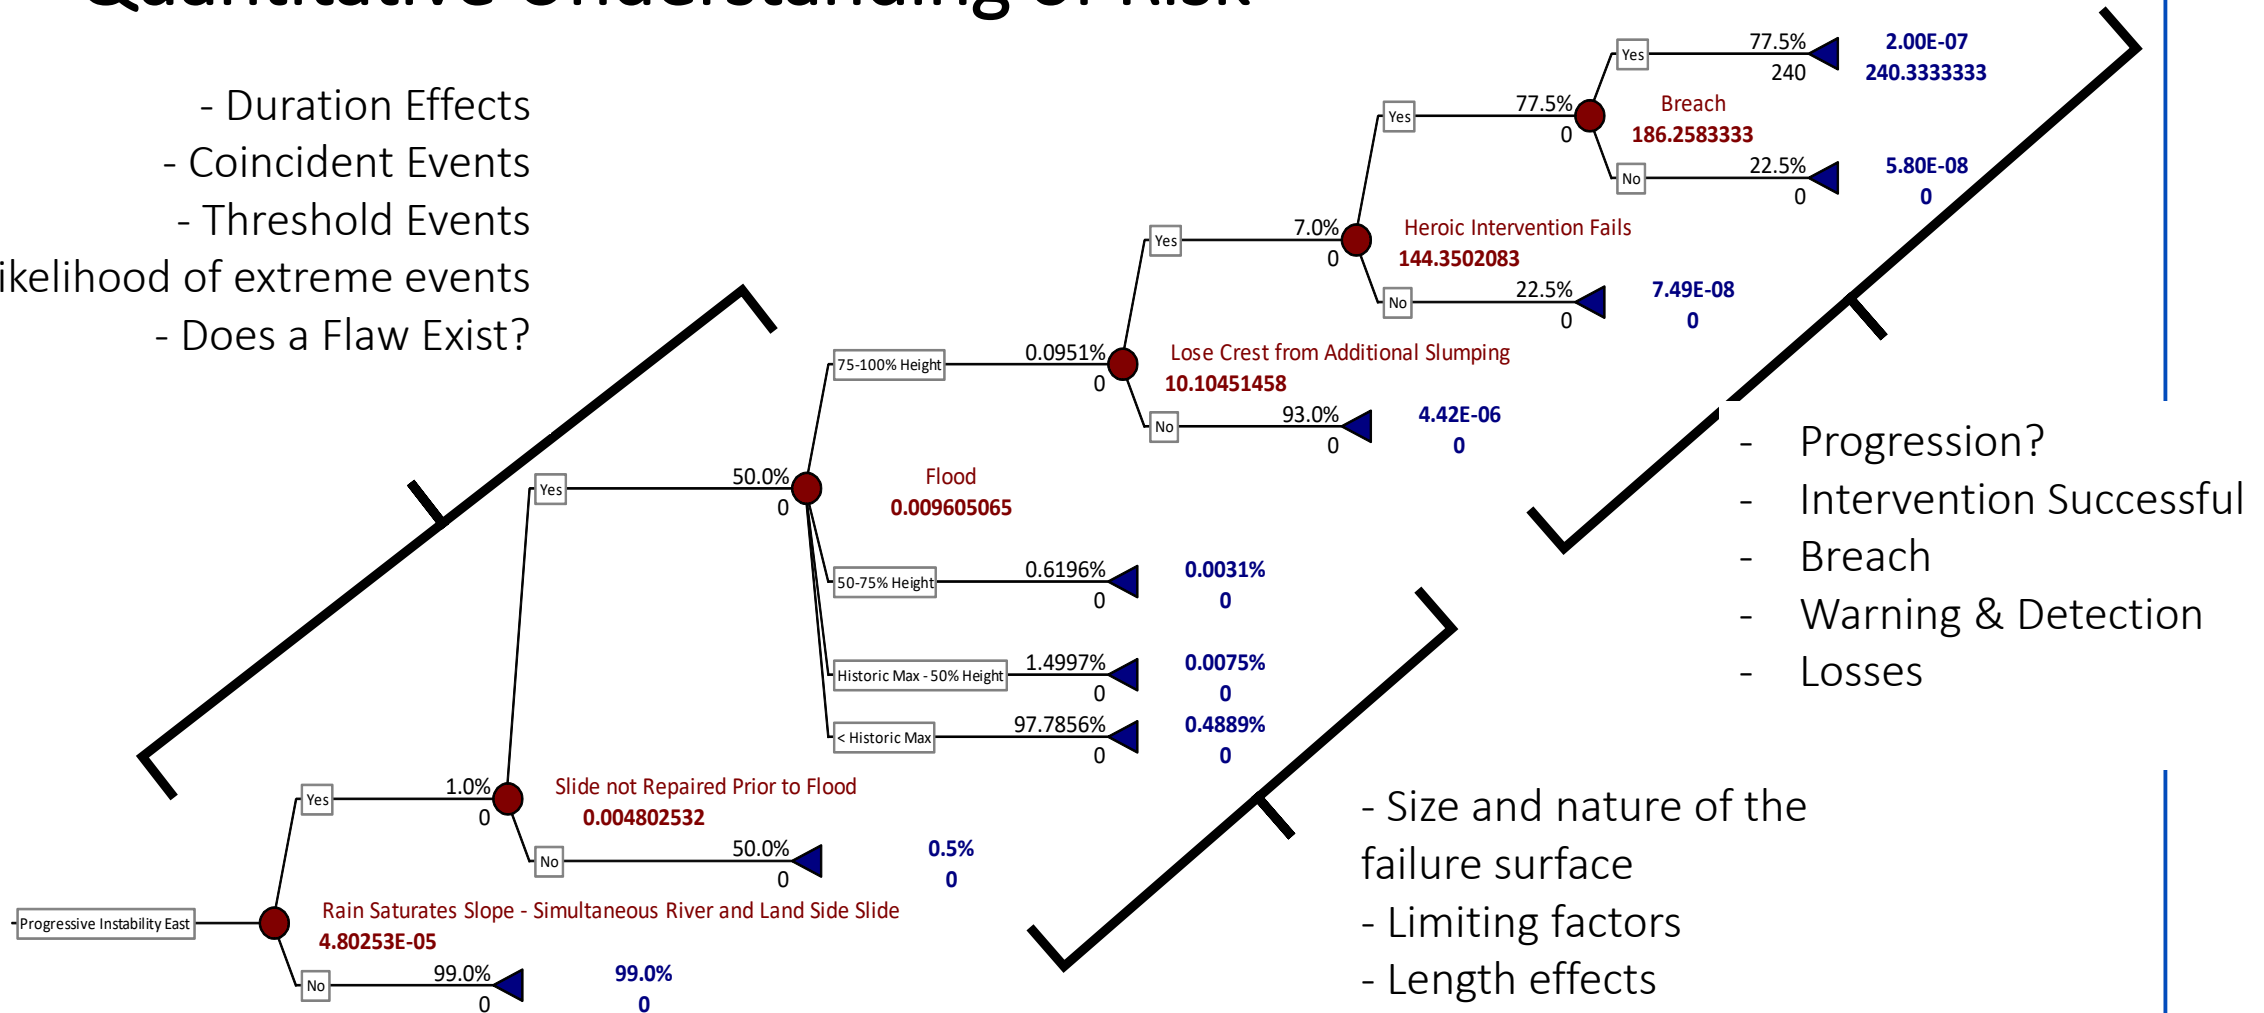 Quantitative Understanding of Risk
- Duration Effects
- Coincident Events
- Threshold Events
ikelihood of extreme events
- Does a Flaw Exist?
Yes
77.5%
240
2.00E-07
240.3333333
Yes
77.5%
0
Breach
186.2583333
No
22.5%
0
5.80E-08
0
Yes
7.0%
0
Heroic Intervention Fails
144.3502083
No
22.5%
0
7.49E-08
0
75-100% Height
0.0951%
0
Lose Crest from Additional Slumping
10.10451458
No
93.0%
0
4.42E-06
0
Yes
50.0%
0
Flood
0.009605065
50-75% Height
0.6196%
0
0.0031%
0
Historic Max - 50% Height
1.4997%
0
0.0075%
0
< Historic Max
97.7856%
0
0.4889%
0
Yes
1.0%
0
Slide not Repaired Prior to Flood
0.004802532
No
50.0%
0
0.5%
0
Progressive Instability East
Rain Saturates Slope - Simultaneous River and Land Side Slide
4.80253E-05
No
99.0%
0
99.0%
0
- Progression?
- Intervention Successful
- Breach
- Warning & Detection
- Losses
- Size and nature of the
failure surface
- Limiting factors
- Length effects